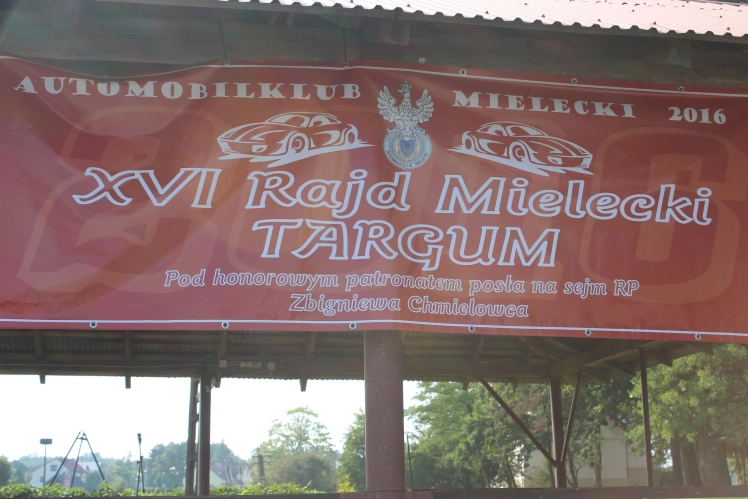 AUTOMOBILKLUB MIELECKI 2016
XVI Rajd Mielecki
TARGUM
Pod honorowym patronatem posła na sejm RP
Zbigniewa Chmielowca